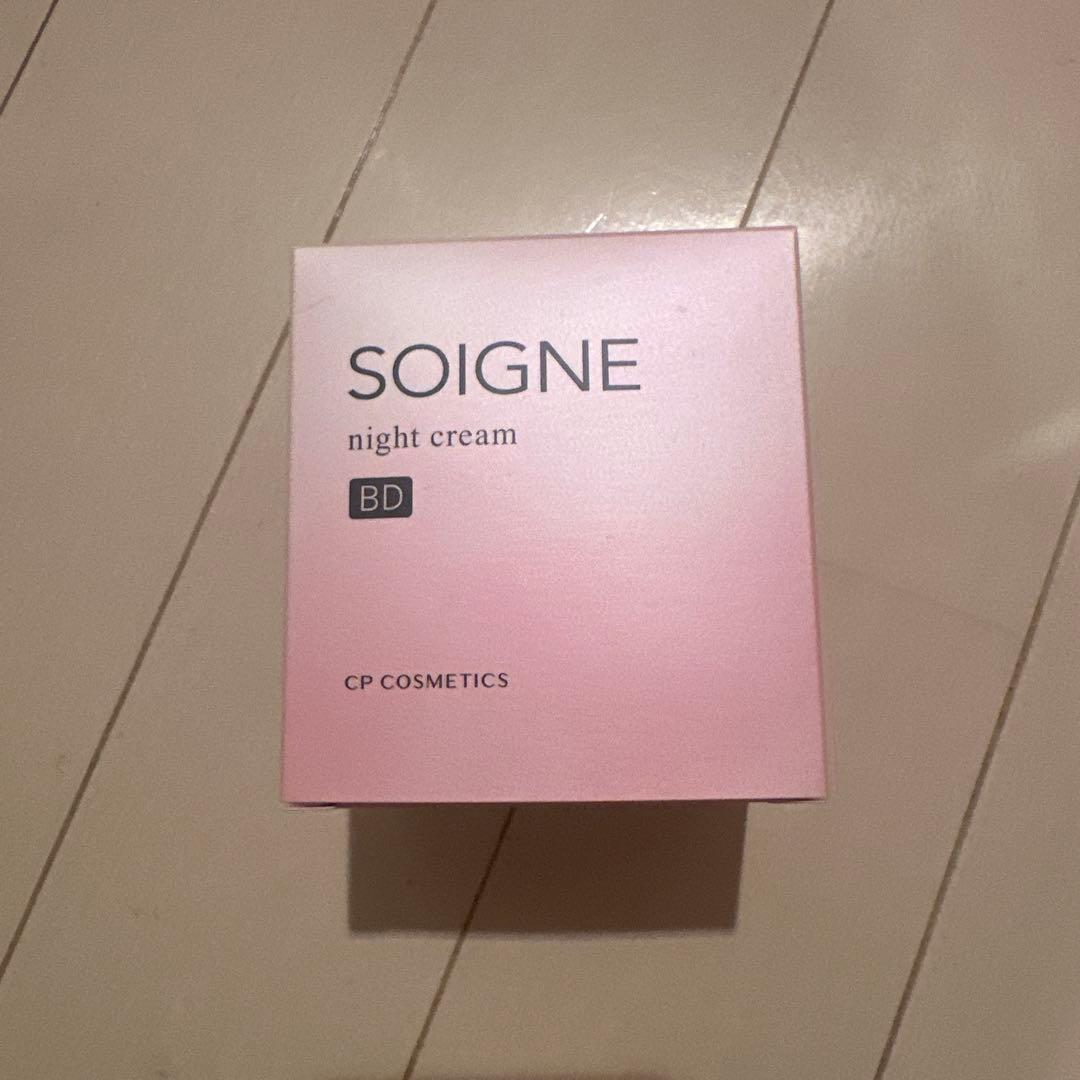 SOIGNE
night cream
BD
CP COSMETICS